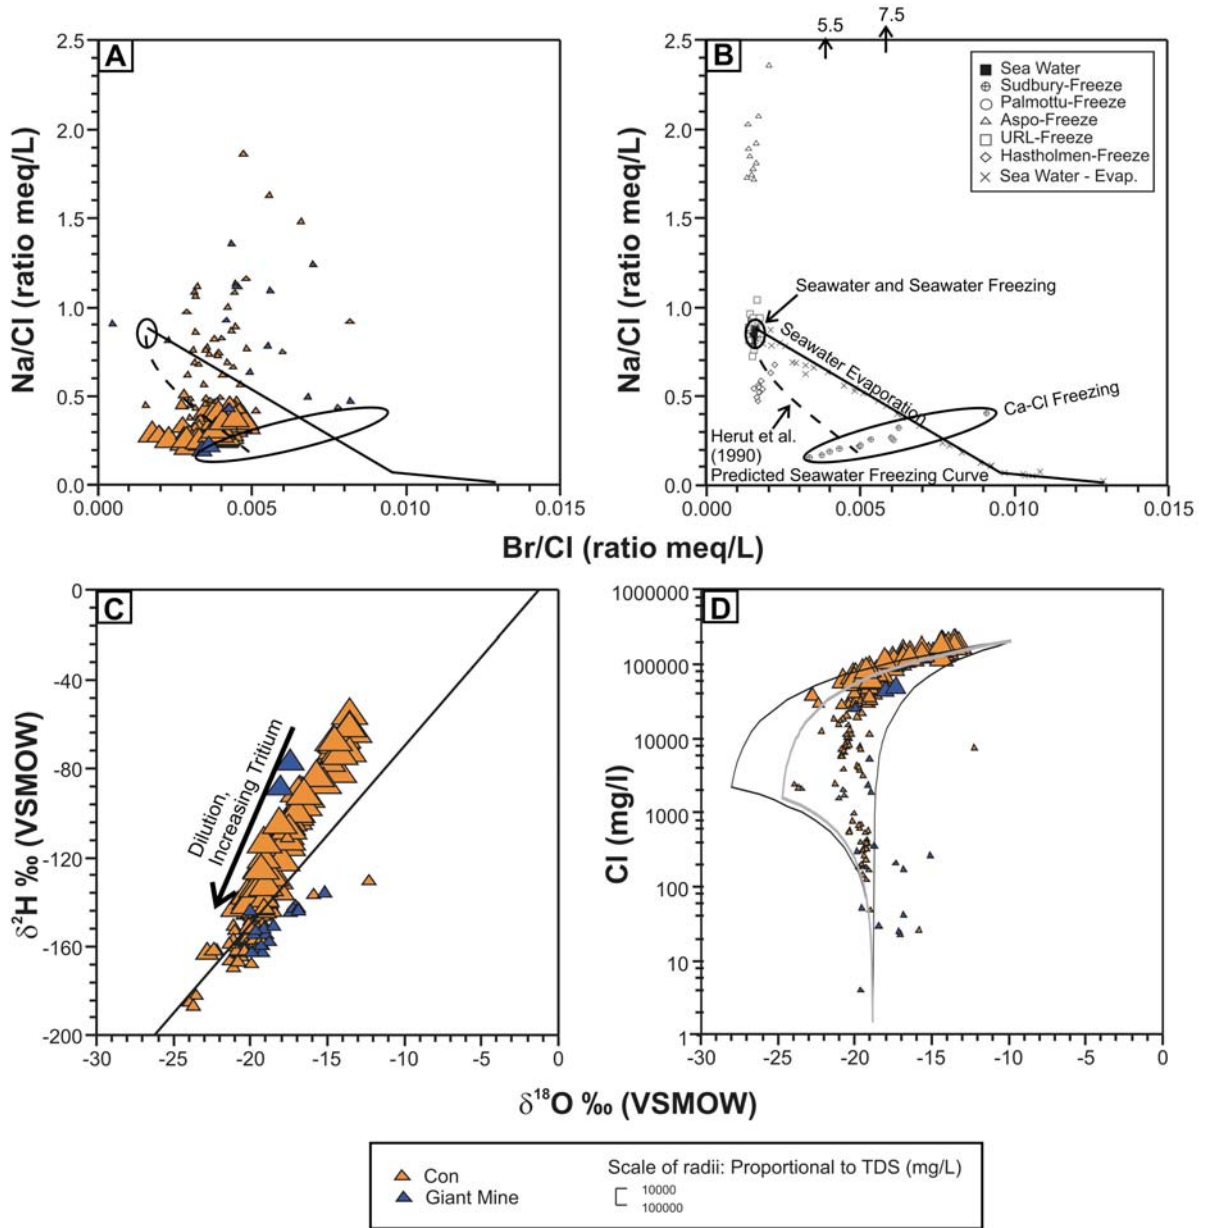 5.5
7.5
A
2.5
2.0
1.5
1.0
0.5
0.0
0.000
0.005
0.010
0.015
Na/Cl (ratio meq/L)
B
2.5
2.0
1.5
1.0
0.5
0.0
0.000
0.005
0.010
0.015
Na/Cl (ratio meq/L)
Sea Water
Sudbury-Freeze
Palmottu-Freeze
Aspo-Freeze
URL-Freeze
Hastholmen-Freeze
Sea Water - Evap.
Seawater and Seawater Freezing
Seawater Evaporation
Ca-Cl Freezing
Herut et al.
(1990)
Predicted Seawater Freezing Curve
Br/Cl (ratio meq/L)
C
0
-40
-80
-120
-160
-200
-30
-25
-20
-15
-10
-5
0
δ²H ‰ (VSMOW)
Dilution,
Increasing Tritium
D
1000000
100000
10000
1000
100
10
1
-30
-25
-20
-15
-10
-5
0
Cl (mg/l)
δ¹⁸O ‰ (VSMOW)
Con
Giant Mine
Scale of radii: Proportional to TDS (mg/L)
10000
100000